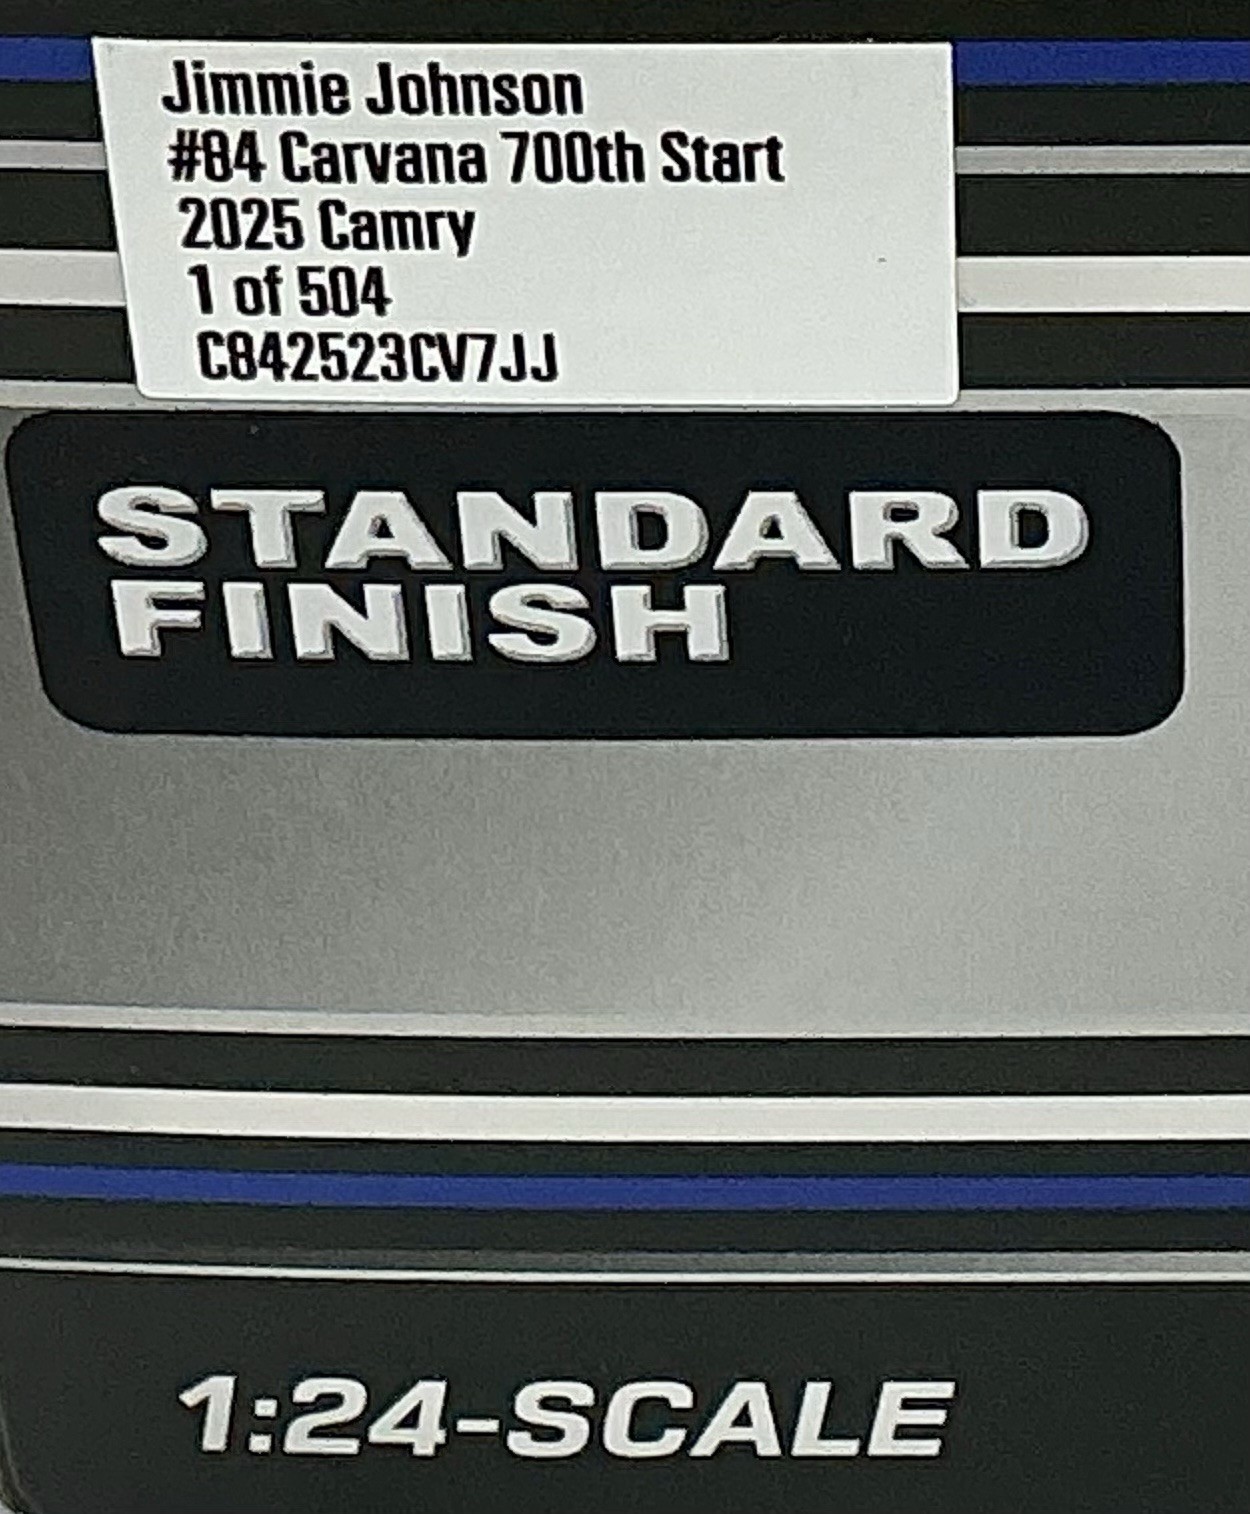 Jimmie Johnson
#84 Carvana 700th Start
2025 Camry
1 of 504
C842523CV7JJ
STANDARD
FINISH
1:24-SCALE